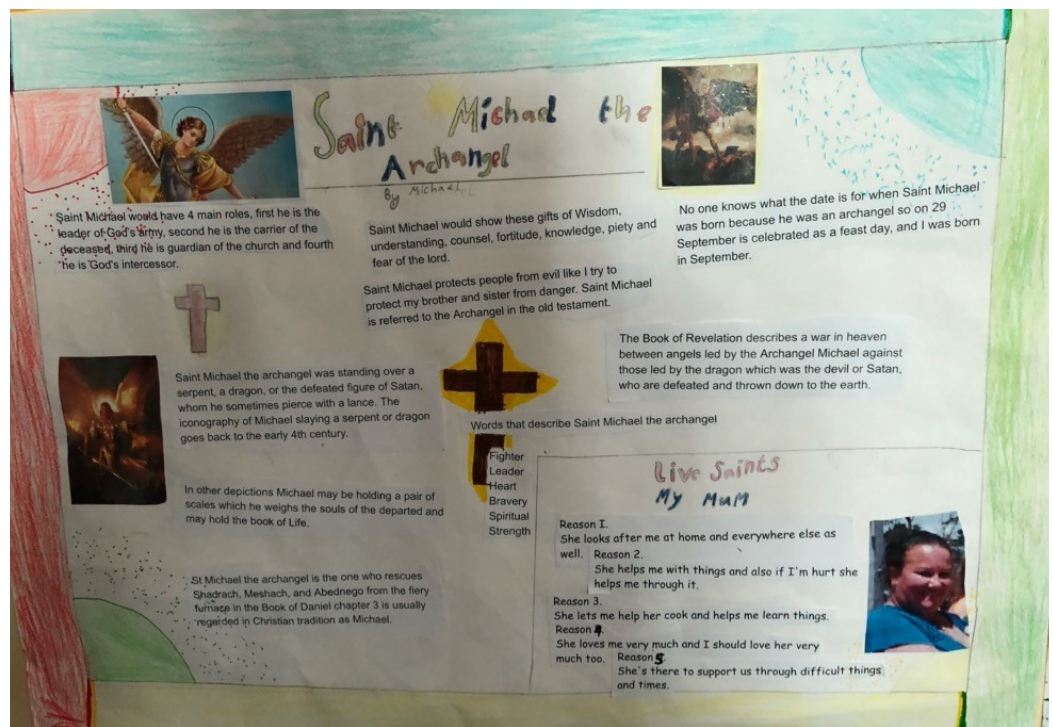 Saint Michael the
Archangel
By Michael
Saint Michael would have 4 main roles, first he is the
leader of God's army, second he is the carrier of the
deceased, third he is guardian of the church and fourth
he is God's intercessor.
Saint Michael would show these gifts of Wisdom,
understanding, counsel, fortitude, knowledge, piety and
fear of the lord.
Saint Michael protects people from evil like I try to
protect my brother and sister from danger. Saint Michael
is referred to the Archangel in the old testament.
No one knows what the date is for when Saint Michael
was born because he was an archangel so on 29
September is celebrated as a feast day, and I was born
in September.
The Book of Revelation describes a war in heaven
between angels led by the Archangel Michael against
those led by the dragon which was the devil or Satan,
who are defeated and thrown down to the earth.
Saint Michael the archangel was standing over a
serpent, a dragon, or the defeated figure of Satan,
whom he sometimes pierce with a lance. The
iconography of Michael slaying a serpent or dragon
goes back to the early 4th century.
In other depictions Michael may be holding a pair of
scales which he weighs the souls of the departed and
may hold the book of Life.
St Michael the archangel is the one who rescues
Shadrach, Meshach, and Abednego from the fiery
furnace in the Book of Daniel chapter 3 is usually
regarded in Christian tradition as Michael.
Words that describe Saint Michael the archangel
Fighter
Leader
Heart
Bravery
Spiritual
Strength
Live Saints
My Mum
Reason I.
She looks after me at home and everywhere else as
well.
Reason 2.
She helps me with things and also if I'm hurt she
helps me through it.
Reason 3.
She lets me help her cook and helps me learn things.
Reason 4.
She loves me very much and I should love her very
much too.
Reason 5.
She's there to support us through difficult things
and times.